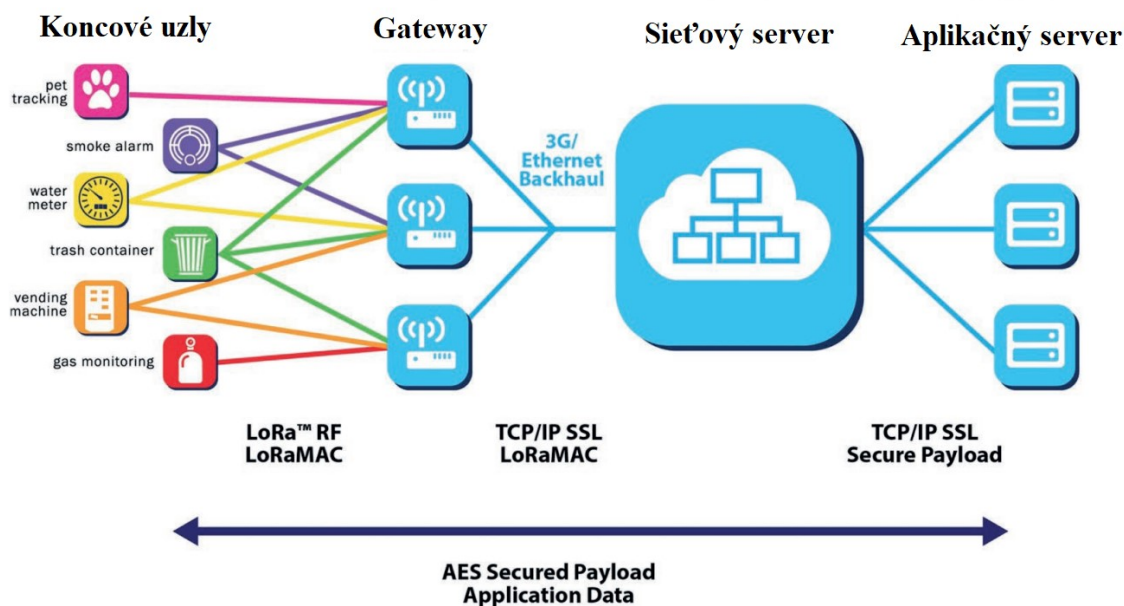 Koncové uzly
Gateway
Sieťový server
Aplikačný server
pet
tracking
smoke alarm
water
meter
trash container
vending
machine
gas monitoring
3G/
Ethernet
Backhaul
LoRa™ RF
LoRaMAC
TCP/IP SSL
LoRaMAC
TCP/IP SSL
Secure Payload
AES Secured Payload
Application Data